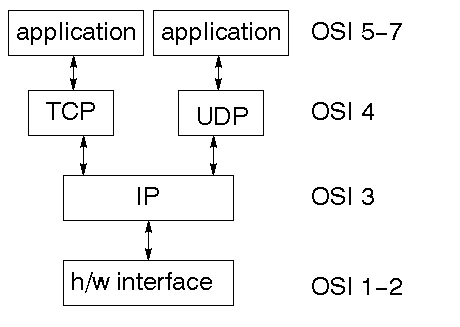 application application OSI 5-7
TCP UDP OSI 4
IP OSI 3
h/w interface OSI 1-2